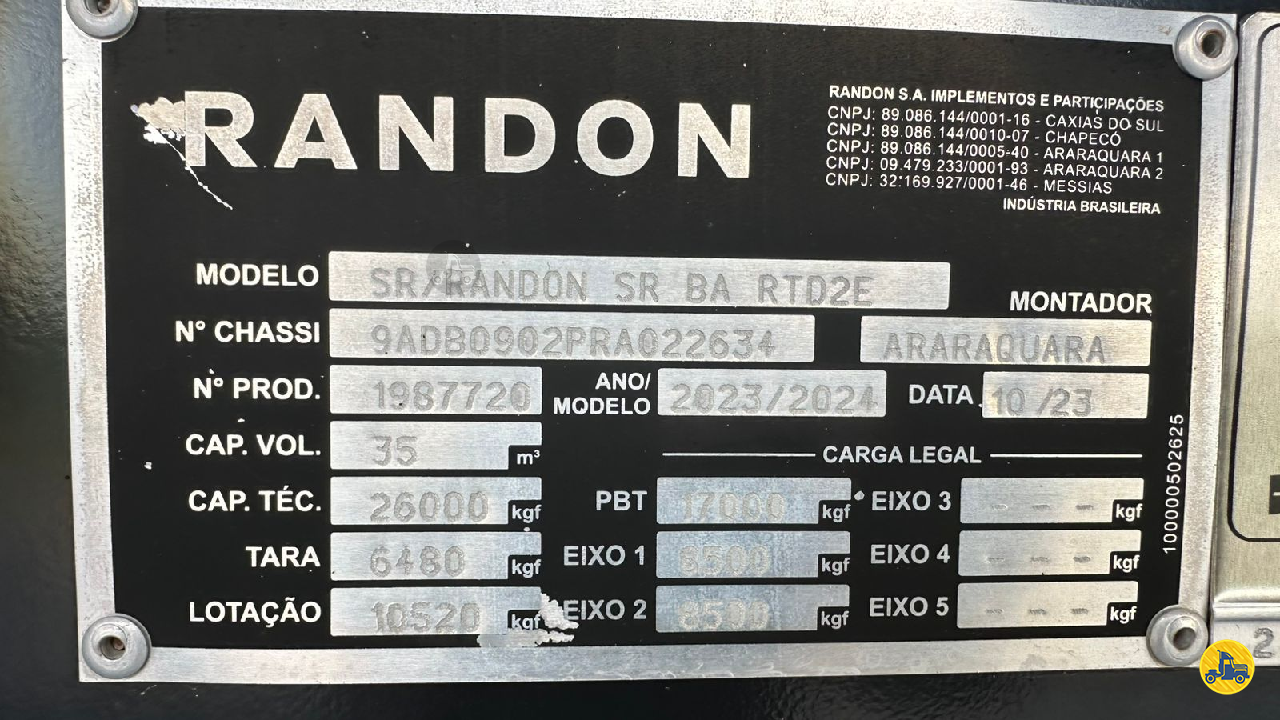 RANDON
RANDON S.A. IMPLEMENTOS E PARTICIPAÇÕES
CNPJ: 89.086.144/0001-16 - CAXIAS DO SUL
CNPJ: 89.086.144/0010-07 - CHAPECÓ
CNPJ: 89.086.144/0005-40 - ARARAQUARA 1
CNPJ: 09.479.233/0001-93 - ARARAQUARA 2
CNPJ: 32.169.927/0001-46 - MESSIAS
INDÚSTRIA BRASILEIRA
MODELO SR/RANDON SR BA RTD2E
MONTADOR
Nº CHASSI 9ADB0902PRA022634 ARARAQUARA
Nº PROD. 1987720 ANO/MODELO 2023/2024 DATA 10/23
CAP. VOL. 35 m³ CARGA LEGAL
CAP. TÉC. 26000 kgf PBT 17000 kgf EIXO 3 - - - kgf
TARA 6480 kgf EIXO 1 8500 kgf EIXO 4 - - - kgf
LOTAÇÃO 10520 kgf EIXO 2 8500 kgf EIXO 5 - - - kgf
100000502625
2